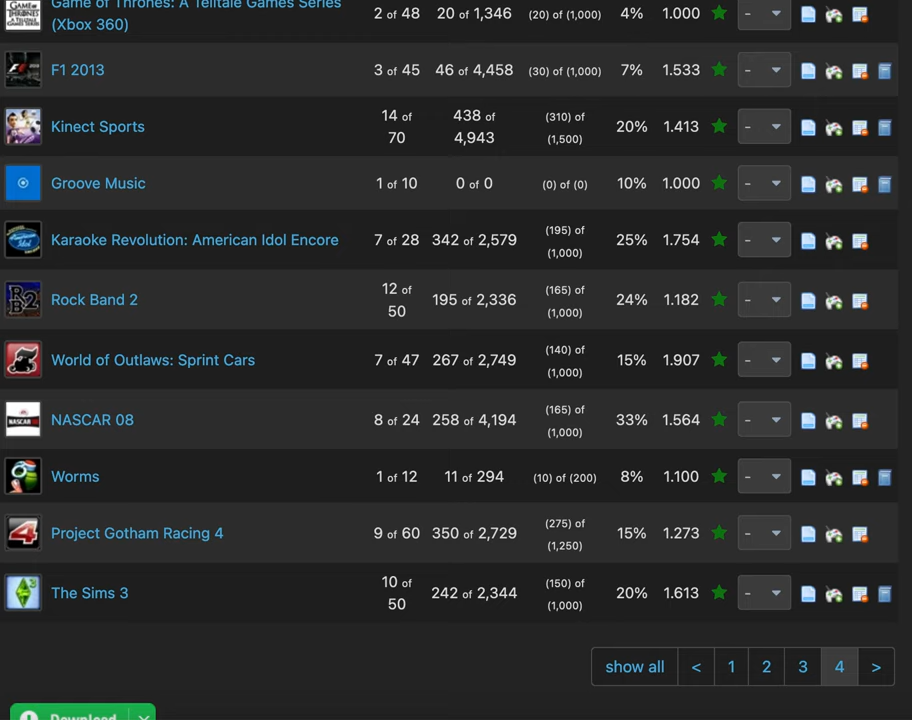 Game of Thrones: A Telltale Games Series
(Xbox 360) 2 of 48 20 of 1,346 (20) of (1,000) 4% 1.000 -
F1 2013 3 of 45 46 of 4,458 (30) of (1,000) 7% 1.533 -
Kinect Sports 14 of
70 438 of
4,943 (310) of
(1,500) 20% 1.413 -
Groove Music 1 of 10 0 of 0 (0) of (0) 10% 1.000 -
Karaoke Revolution: American Idol Encore 7 of 28 342 of 2,579 (195) of
(1,000) 25% 1.754 -
Rock Band 2 12 of
50 195 of 2,336 (165) of
(1,000) 24% 1.182 -
World of Outlaws: Sprint Cars 7 of 47 267 of 2,749 (140) of
(1,000) 15% 1.907 -
NASCAR 08 8 of 24 258 of 4,194 (165) of
(1,000) 33% 1.564 -
Worms 1 of 12 11 of 294 (10) of (200) 8% 1.100 -
Project Gotham Racing 4 9 of 60 350 of 2,729 (275) of
(1,250) 15% 1.273 -
The Sims 3 10 of
50 242 of 2,344 (150) of
(1,000) 20% 1.613 -
show all < 1 2 3 4 >
Download